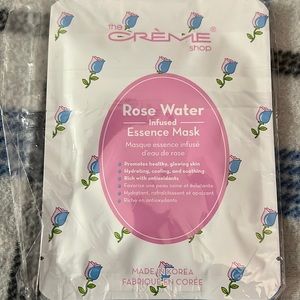 the
CRÈME
shop
Rose Water
Infused
Essence Mask
Masque essence infusé
d'eau de rose
Promotes healthy, glowing skin
Hydrating, cooling, and soothing
Rich with antioxidants
Favorise une peau saine et éclatante
Hydratant, rafraîchissant et apaisant
Riche en antioxydants
MADE IN KOREA
FABRIQUÉ EN CORÉE